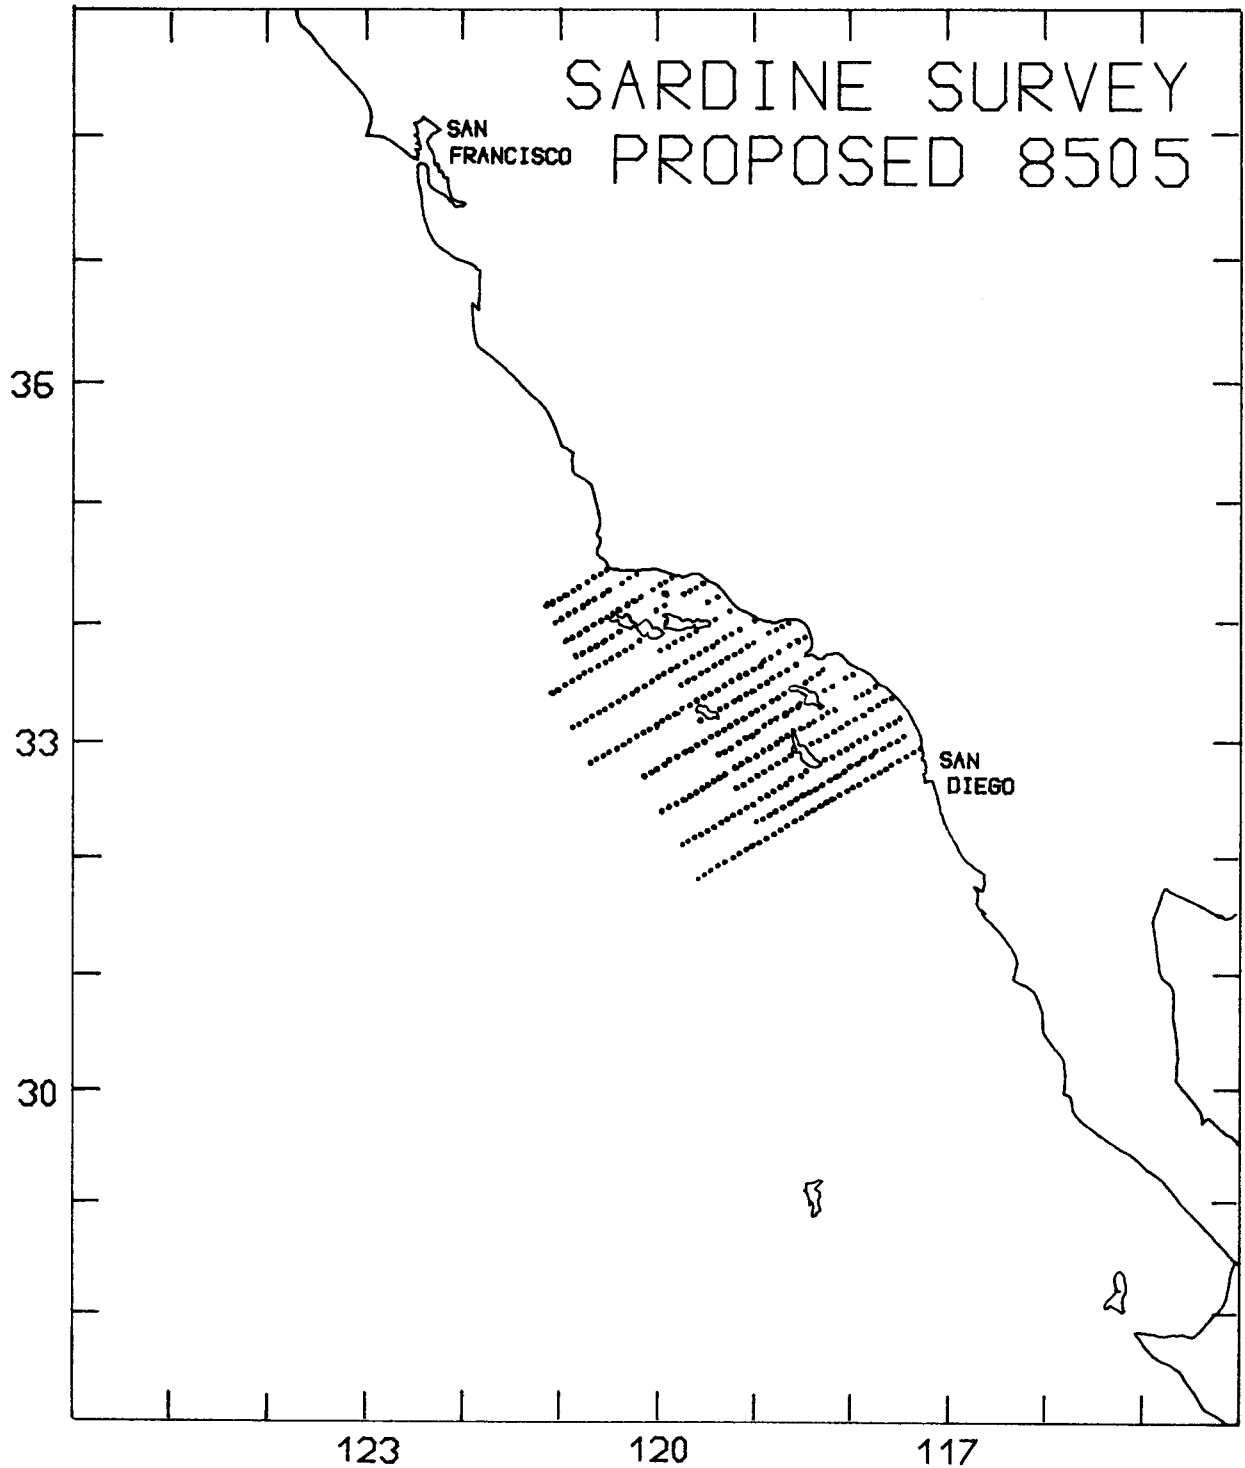 SARDINE SURVEY
PROPOSED 8505
SAN
FRANCISCO
36
33
SAN
DIEGO
30
123 120 117